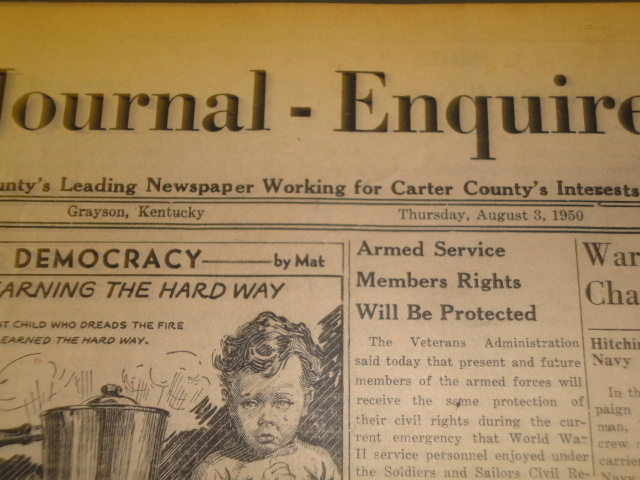 Journal - Enquire
unty's Leading Newspaper Working for Carter County's Interests
Grayson, Kentucky
Thursday, August 3, 1950
DEMOCRACY by Mat
ARNING THE HARD WAY
ST CHILD WHO DREADS THE FIRE
EARNED THE HARD WAY.
Armed Service
Members Rights
Will Be Protected
The Veterans Administration
said today that present and future
members of the armed forces will
receive the same protection of
their civil rights during the cur-
rent emergency that World War
II service personnel enjoyed under
the Soldiers and Sailors Civil Re-
War
Cha
Hitchin
Navy
In th
paign
man,
crew
carrie